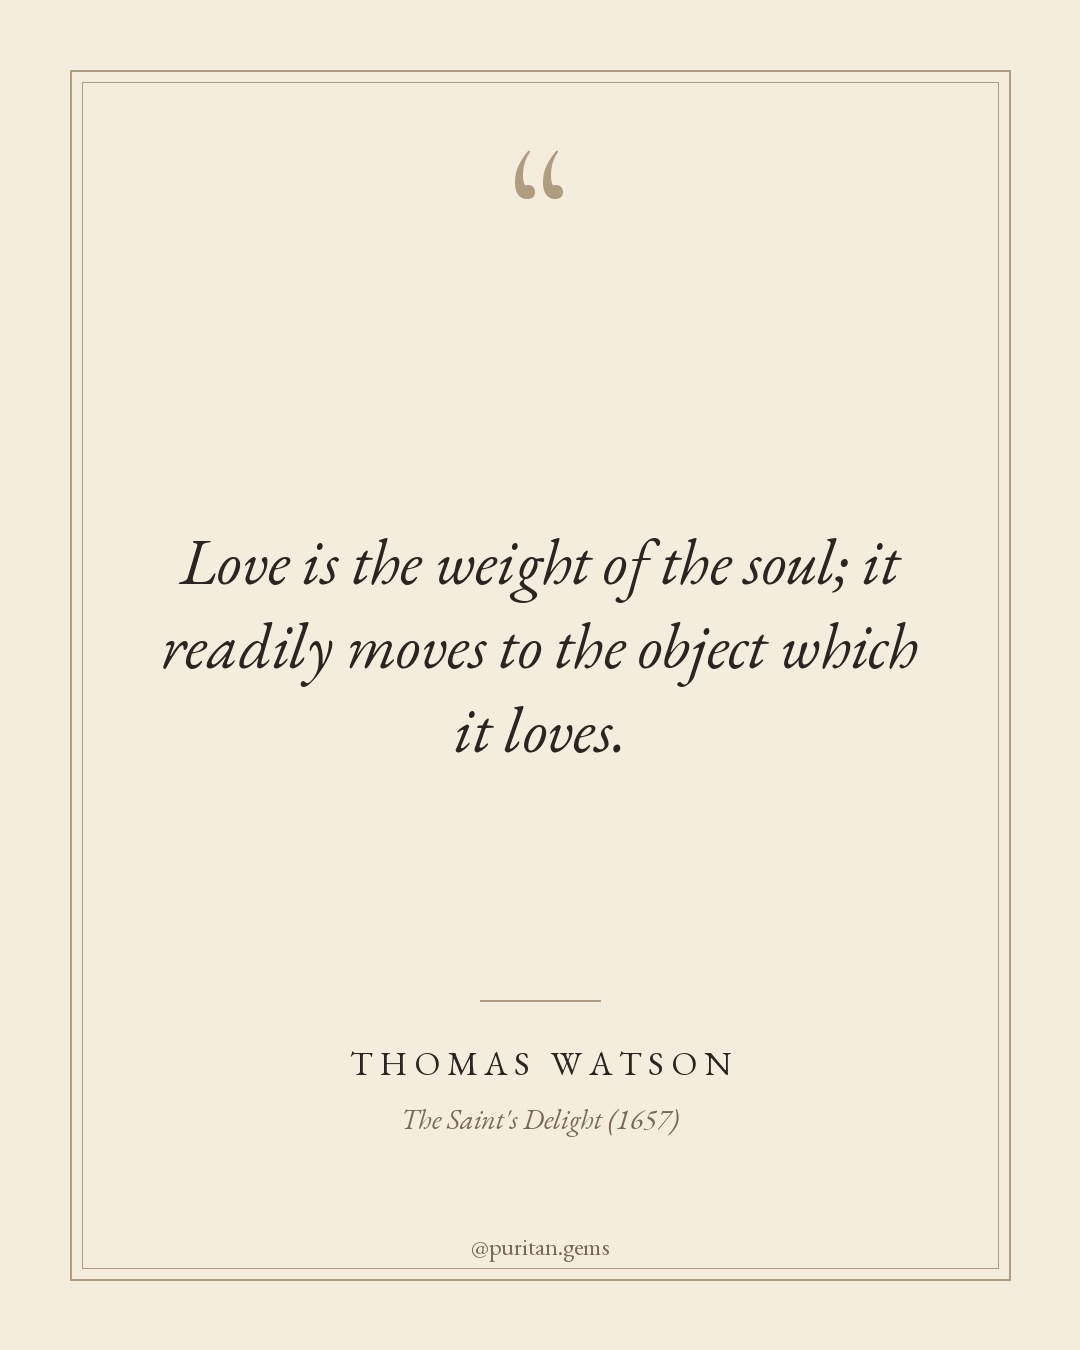 “
Love is the weight of the soul; it
readily moves to the object which
it loves.
THOMAS WATSON
The Saint's Delight (1657)
@puritan.gems